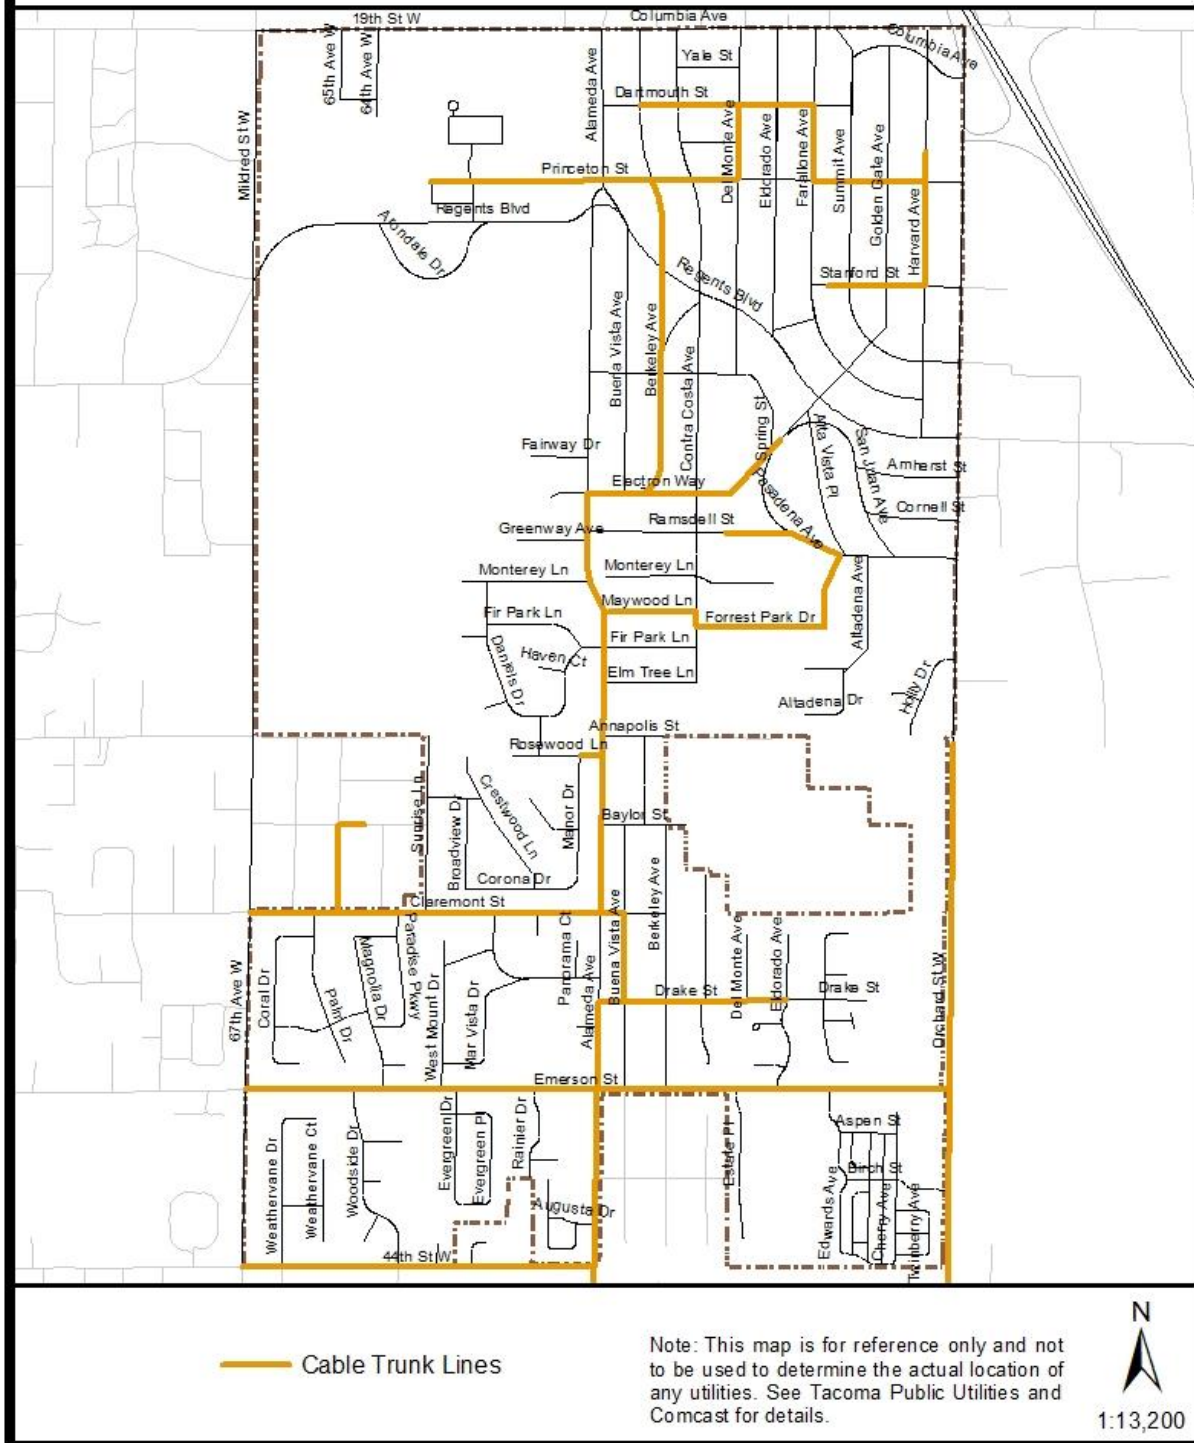 19th St W
Columbia Ave
65th Ave W
64th Ave W
Alameda Ave
Yale St
Columbia Ave
Dartmouth St
Mildred St W
Del Monte Ave
Eldorado Ave
Farallone Ave
Summit Ave
Golden Gate Ave
Princeton St
Regents Blvd
Harvard Ave
Arondale Dr
Regents Blvd
Stanford St
Buena Vista Ave
Berkeley Ave
Contra Costa Ave
Spring St
Alta Vista Pl
San Juan Ave
Fairway Dr
Amherst St
Electron Way
Pasadena Ave
Cornell St
Greenway Ave
Ramsdell St
Monterey Ln
Monterey Ln
Altadena Ave
Maywood Ln
Fir Park Ln
Forrest Park Dr
Fir Park Ln
Daniels Dr
Haven Ct
Elm Tree Ln
Holly Dr
Altadena Dr
Annapolis St
Rosewood Ln
Sunrise Ln
Crestwood Ln
Broadview Dr
Manor Dr
Baylor St
Corona Dr
Claremont St
Buena Vista Ave
Berkeley Ave
Paradise Pkwy
Panorama Ct
Del Monte Ave
Eldorado Ave
Magnolia Dr
Coral Dr
67th Ave W
Palm Dr
West Mount Dr
Mar Vista Dr
Alameda Ave
Drake St
Drake St
Orchard St W
Emerson St
Weathervane Dr
Weathervane Ct
Woodside Dr
Evergreen Dr
Evergreen Pl
Rainier Dr
Estate Pl
Aspen St
Birch St
Edwards Ave
Cherry Ave
Twinberry Ave
Augusta Dr
44th St W
Cable Trunk Lines
Note: This map is for reference only and not
to be used to determine the actual location of
any utilities. See Tacoma Public Utilities and
Comcast for details.
N
1:13,200